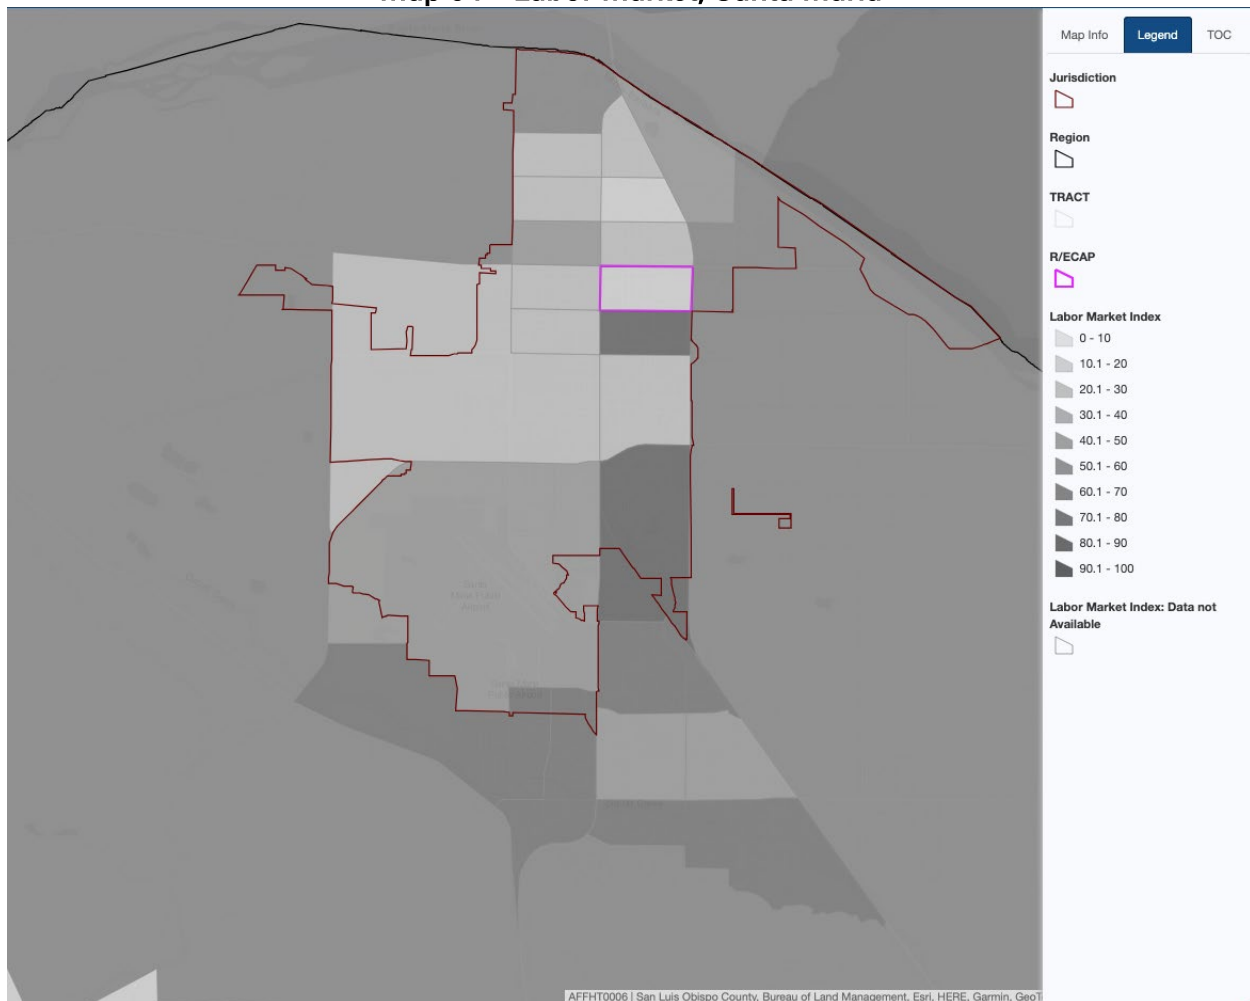 Map Info
Legend
TOC
Jurisdiction
Region
TRACT
R/ECAP
Labor Market Index
0 - 10
10.1 - 20
20.1 - 30
30.1 - 40
40.1 - 50
50.1 - 60
60.1 - 70
70.1 - 80
80.1 - 90
90.1 - 100
Labor Market Index: Data not
Available
AFFHT0006 | San Luis Obispo County, Bureau of Land Management, Esri, HERE, Garmin, GeoT